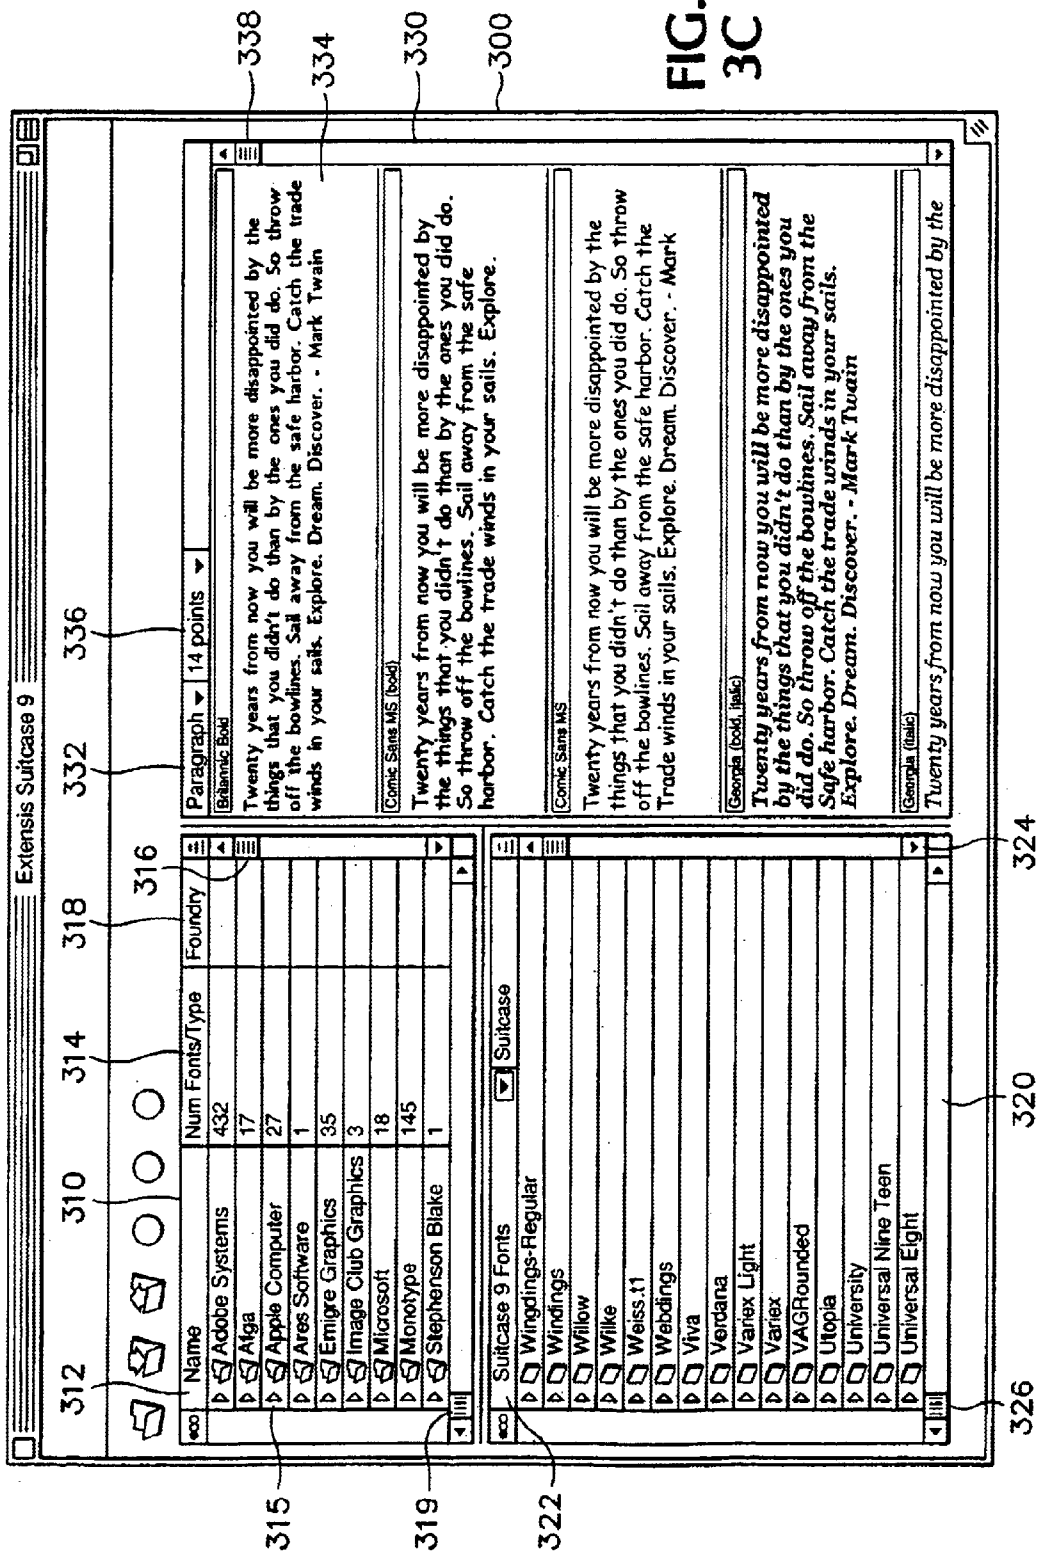 Extensis Suitcase 9
312
310
314
318
316
332
336
Name
Num Fonts/Type
Foundry
Adobe Systems
432
Afga
17
Apple Computer
27
Ares Software
1
Emigre Graphics
35
Image Club Graphics
3
Microsoft
18
Monotype
145
Stephenson Blake
1
315
319
Suitcase 9 Fonts
Suitcase
Wingdings-Regular
Windings
Willow
Wilke
Weiss.t1
Webdings
Viva
Verdana
Variex Light
Variex
VAGRounded
Utopia
University
Universal Nine Teen
Universal Eight
322
326
320
324
Paragraph
14 points
Britannic Bold
Twenty years from now you will be more disappointed by the
things that you didn't do than by the ones you did do. So throw
off the bowlines. Sail away from the safe harbor. Catch the trade
winds in your sails. Explore. Dream. Discover. - Mark Twain
Comic Sans MS (bold)
Twenty years from now you will be more disappointed by
the things that you didn't do than by the ones you did do.
So throw off the bowlines. Sail away from the safe
harbor. Catch the trade winds in your sails. Explore.
Comic Sans MS
Twenty years from now you will be more disappointed by the
things that you didn't do than by the ones you did do. So throw
off the bowlines. Sail away from the safe harbor. Catch the
Trade winds in your sails. Explore. Dream. Discover. - Mark
Georgia (bold, italic)
Twenty years from now you will be more disappointed
by the things that you didn't do than by the ones you
did do. So throw off the bowlines. Sail away from the
Safe harbor. Catch the trade winds in your sails.
Explore. Dream. Discover. - Mark Twain
Georgia (italic)
Twenty years from now you will be more disappointed by the
338
334
330
300
FIG.
3C